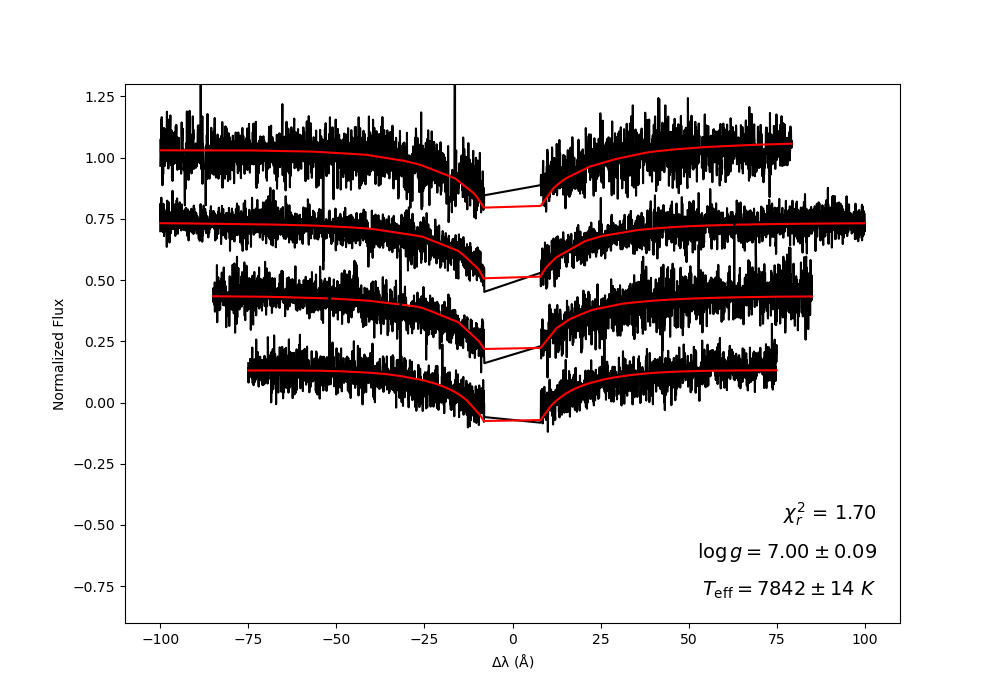 1.25
1.00
0.75
0.50
0.25
0.00
−0.25
−0.50
−0.75
Normalized Flux
χ²ᵣ = 1.70
log g = 7.00 ± 0.09
T_eff = 7842 ± 14 K
−100 −75 −50 −25 0 25 50 75 100
Δλ (Å)